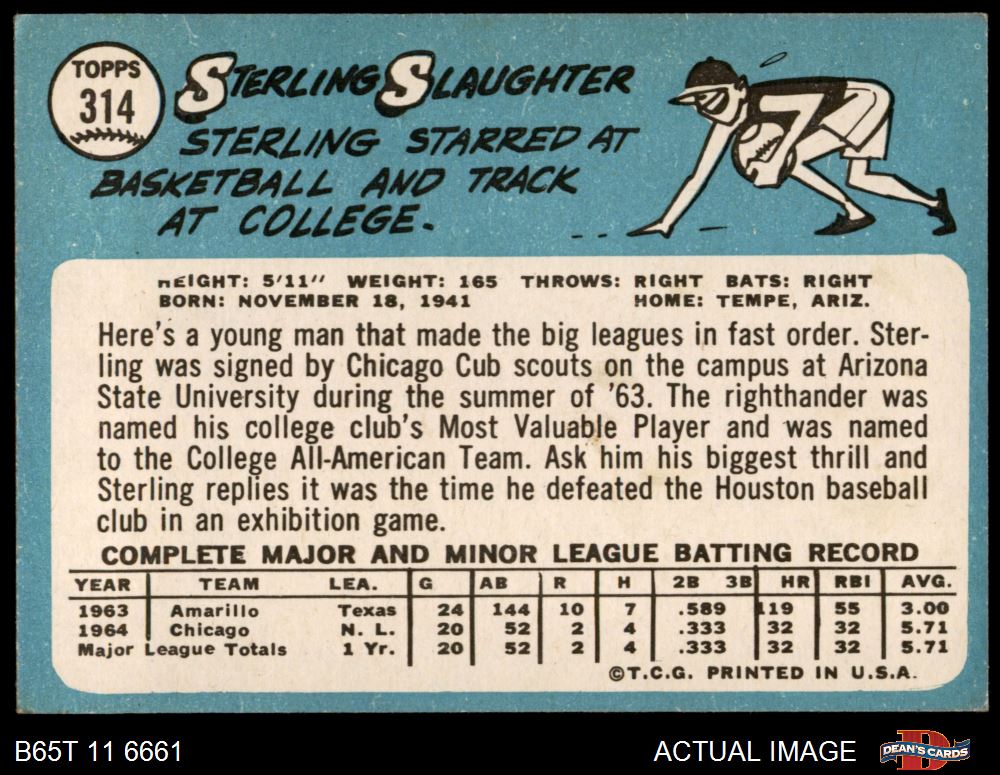 TOPPS
314
STERLING SLAUGHTER
STERLING STARRED AT
BASKETBALL AND TRACK
AT COLLEGE.
HEIGHT: 5'11" WEIGHT: 165 THROWS: RIGHT BATS: RIGHT
BORN: NOVEMBER 18, 1941 HOME: TEMPE, ARIZ.
Here's a young man that made the big leagues in fast order. Ster-
ling was signed by Chicago Cub scouts on the campus at Arizona
State University during the summer of '63. The righthander was
named his college club's Most Valuable Player and was named
to the College All-American Team. Ask him his biggest thrill and
Sterling replies it was the time he defeated the Houston baseball
club in an exhibition game.
COMPLETE MAJOR AND MINOR LEAGUE BATTING RECORD
YEAR TEAM LEA. G AB R H 2B 3B HR RBI AVG.
1963 Amarillo Texas 24 144 10 7 .589 119 55 3.00
1964 Chicago N. L. 20 52 2 4 .333 32 32 5.71
Major League Totals 1 Yr. 20 52 2 4 .333 32 32 5.71
©T.C.G. PRINTED IN U.S.A.
B65T 11 6661 ACTUAL IMAGE DEAN'S CARDS